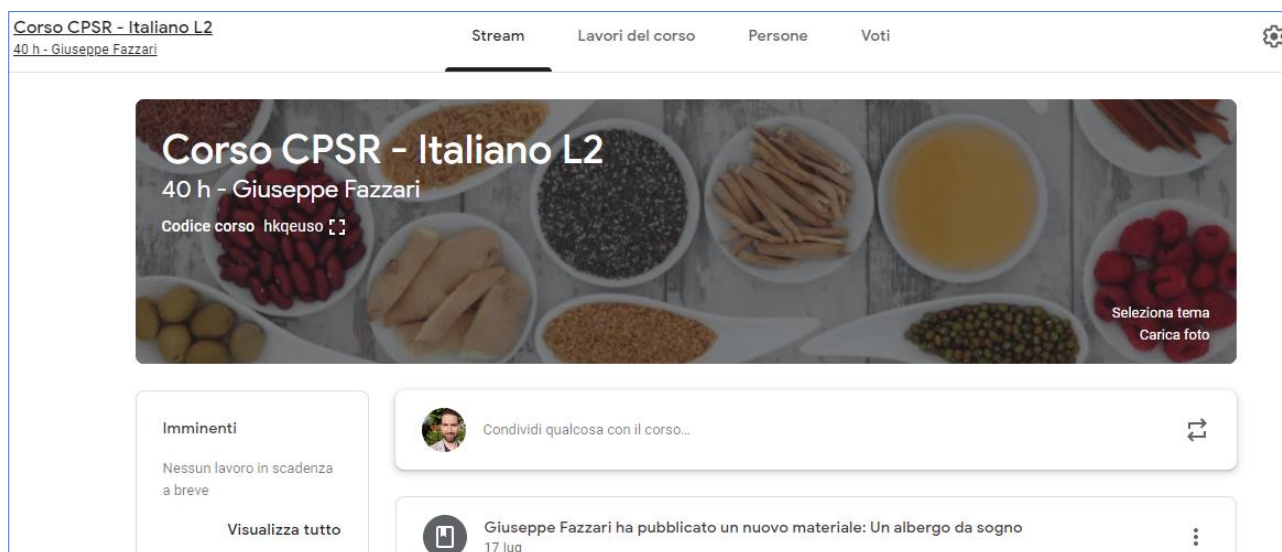 Corso CPSR - Italiano L2
40 h - Giuseppe Fazzari
Stream
Lavori del corso
Persone
Voti
Corso CPSR - Italiano L2
40 h - Giuseppe Fazzari
Codice corso hkqeuso
Seleziona tema
Carica foto
Imminenti
Nessun lavoro in scadenza
a breve
Visualizza tutto
Condividi qualcosa con il corso...
Giuseppe Fazzari ha pubblicato un nuovo materiale: Un albergo da sogno
17 lug